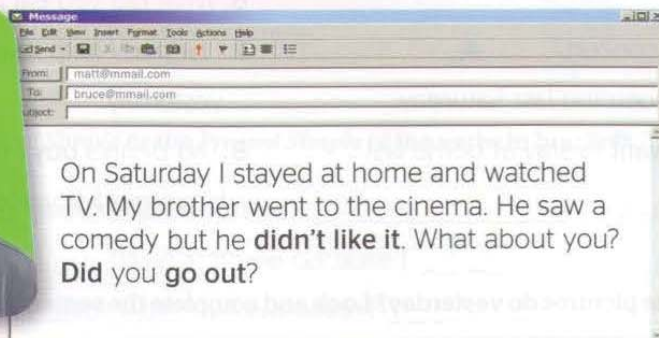 Message
File Edit View Insert Format Tools Actions Help
Send
From: matt@mmail.com
To: bruce@mmail.com
Subject:
On Saturday I stayed at home and watched
TV. My brother went to the cinema. He saw a
comedy but he didn't like it. What about you?
Did you go out?